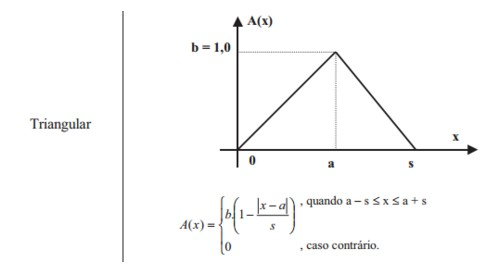 A(x)
b = 1,0
Triangular
x
0 a s
A(x) = { b.(1 - |x - a| / s) , quando a – s ≤ x ≤ a + s
0 , caso contrário.